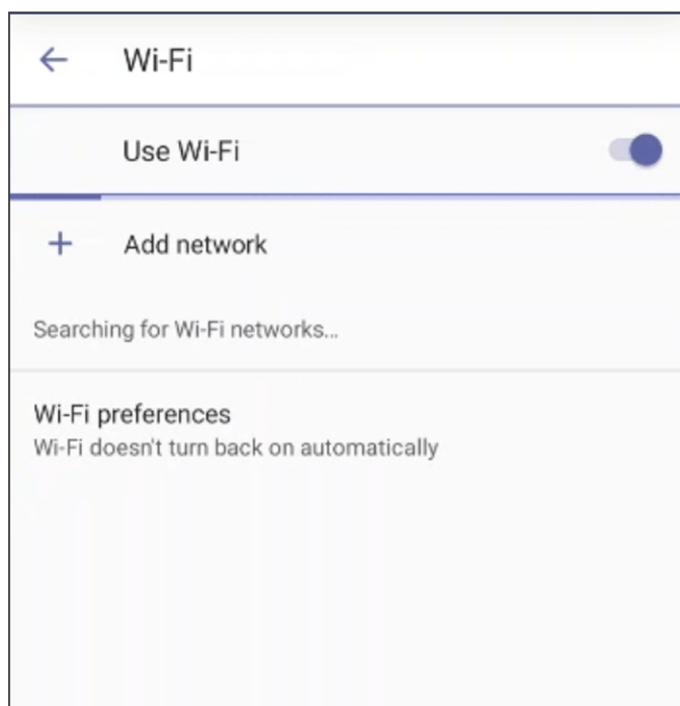 Wi-Fi
Use Wi-Fi
Add network
Searching for Wi-Fi networks...
Wi-Fi preferences
Wi-Fi doesn't turn back on automatically